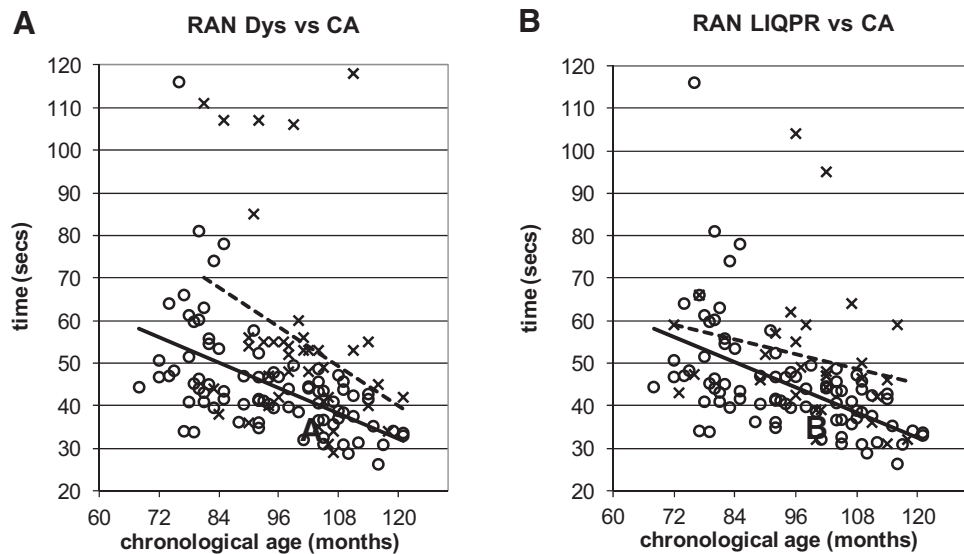 A
RAN Dys vs CA
120
110
100
90
80
70
60
50
40
30
20
time (secs)
A
60 72 84 96 108 120
chronological age (months)
B
RAN LIQPR vs CA
120
110
100
90
80
70
60
50
40
30
20
time (secs)
B
60 72 84 96 108 120
chronological age (months)